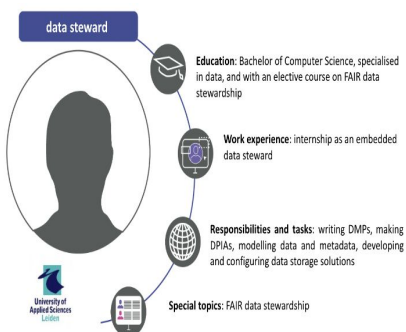 data steward
Education: Bachelor of Computer Science, specialised
in data, and with an elective course on FAIR data
stewardship
Work experience: internship as an embedded
data steward
Responsibilities and tasks: writing DMPs, making
DPIAs, modelling data and metadata, developing
and configuring data storage solutions
University of
Applied Sciences
Leiden
Special topics: FAIR data stewardship